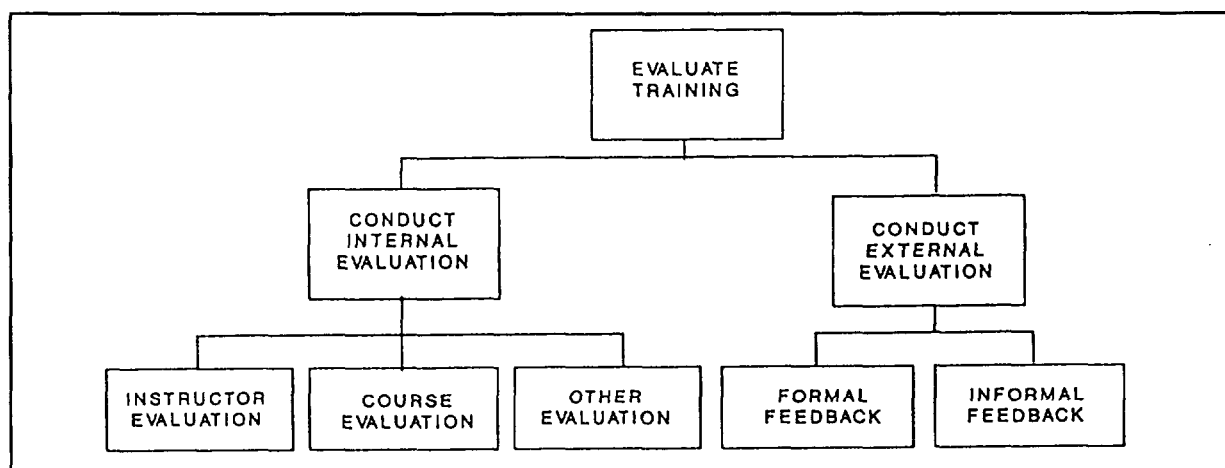 EVALUATE
TRAINING
CONDUCT
INTERNAL
EVALUATION
CONDUCT
EXTERNAL
EVALUATION
INSTRUCTOR
EVALUATION
COURSE
EVALUATION
OTHER
EVALUATION
FORMAL
FEEDBACK
INFORMAL
FEEDBACK